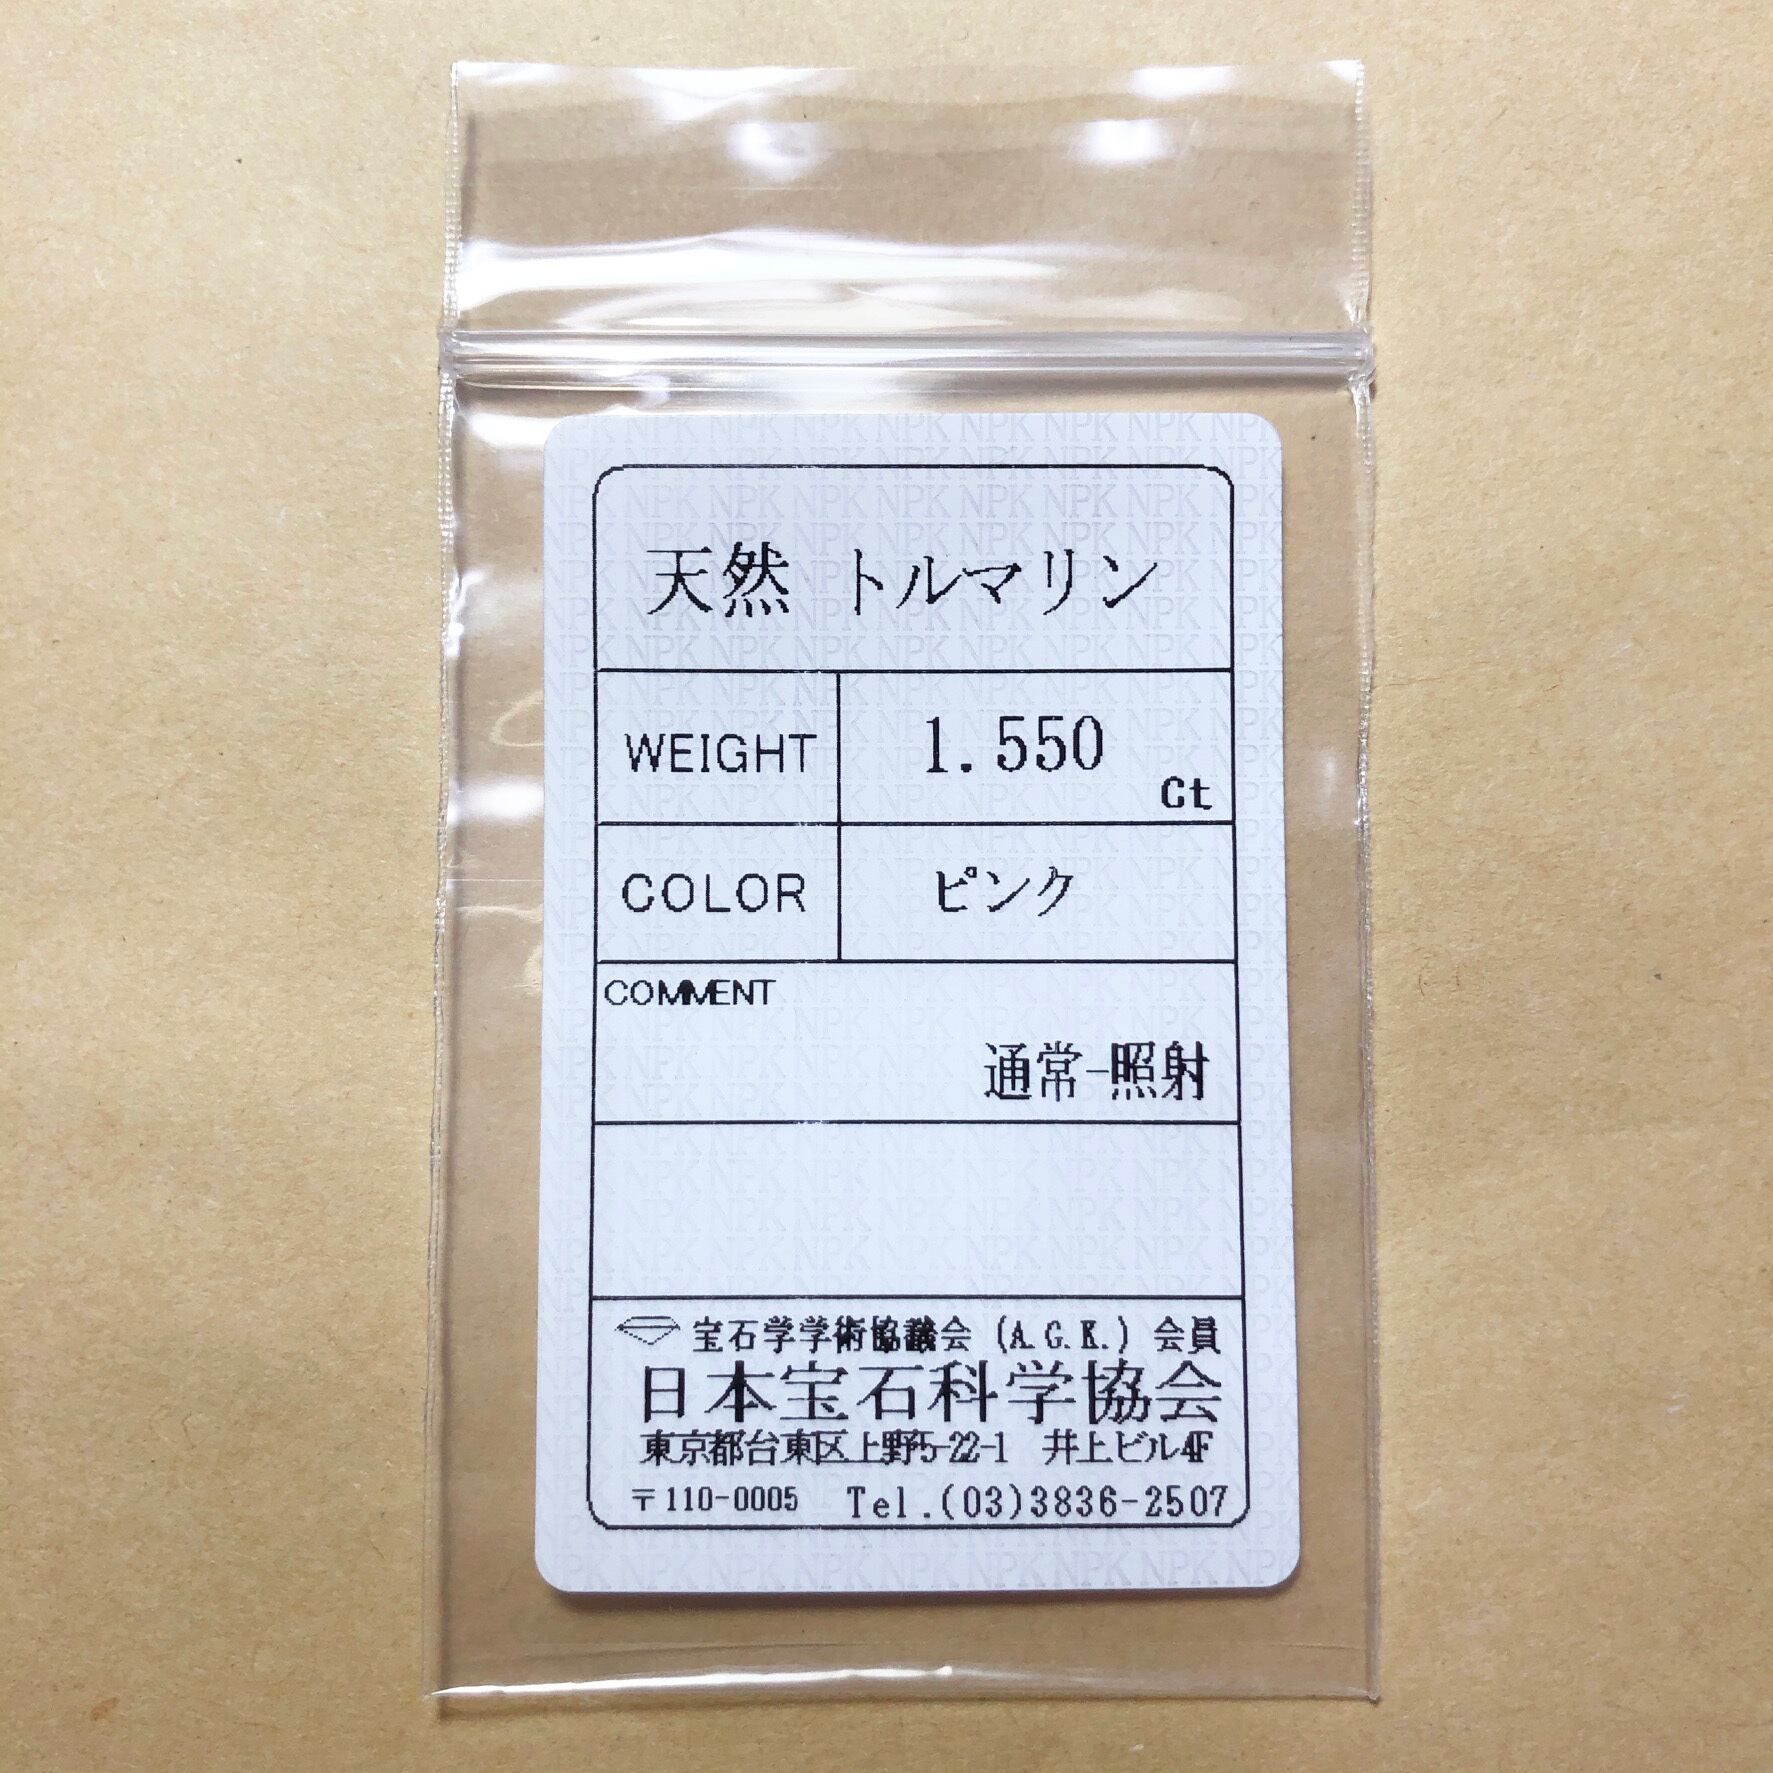 天然 トルマリン
WEIGHT 1.550 Ct
COLOR ピンク
COMMENT
通常-照射
宝石学学術協議会 (A.G.K.) 会員
日本宝石科学協会
東京都台東区上野5-22-1 井上ビル4F
〒110-0005 Tel.(03)3836-2507